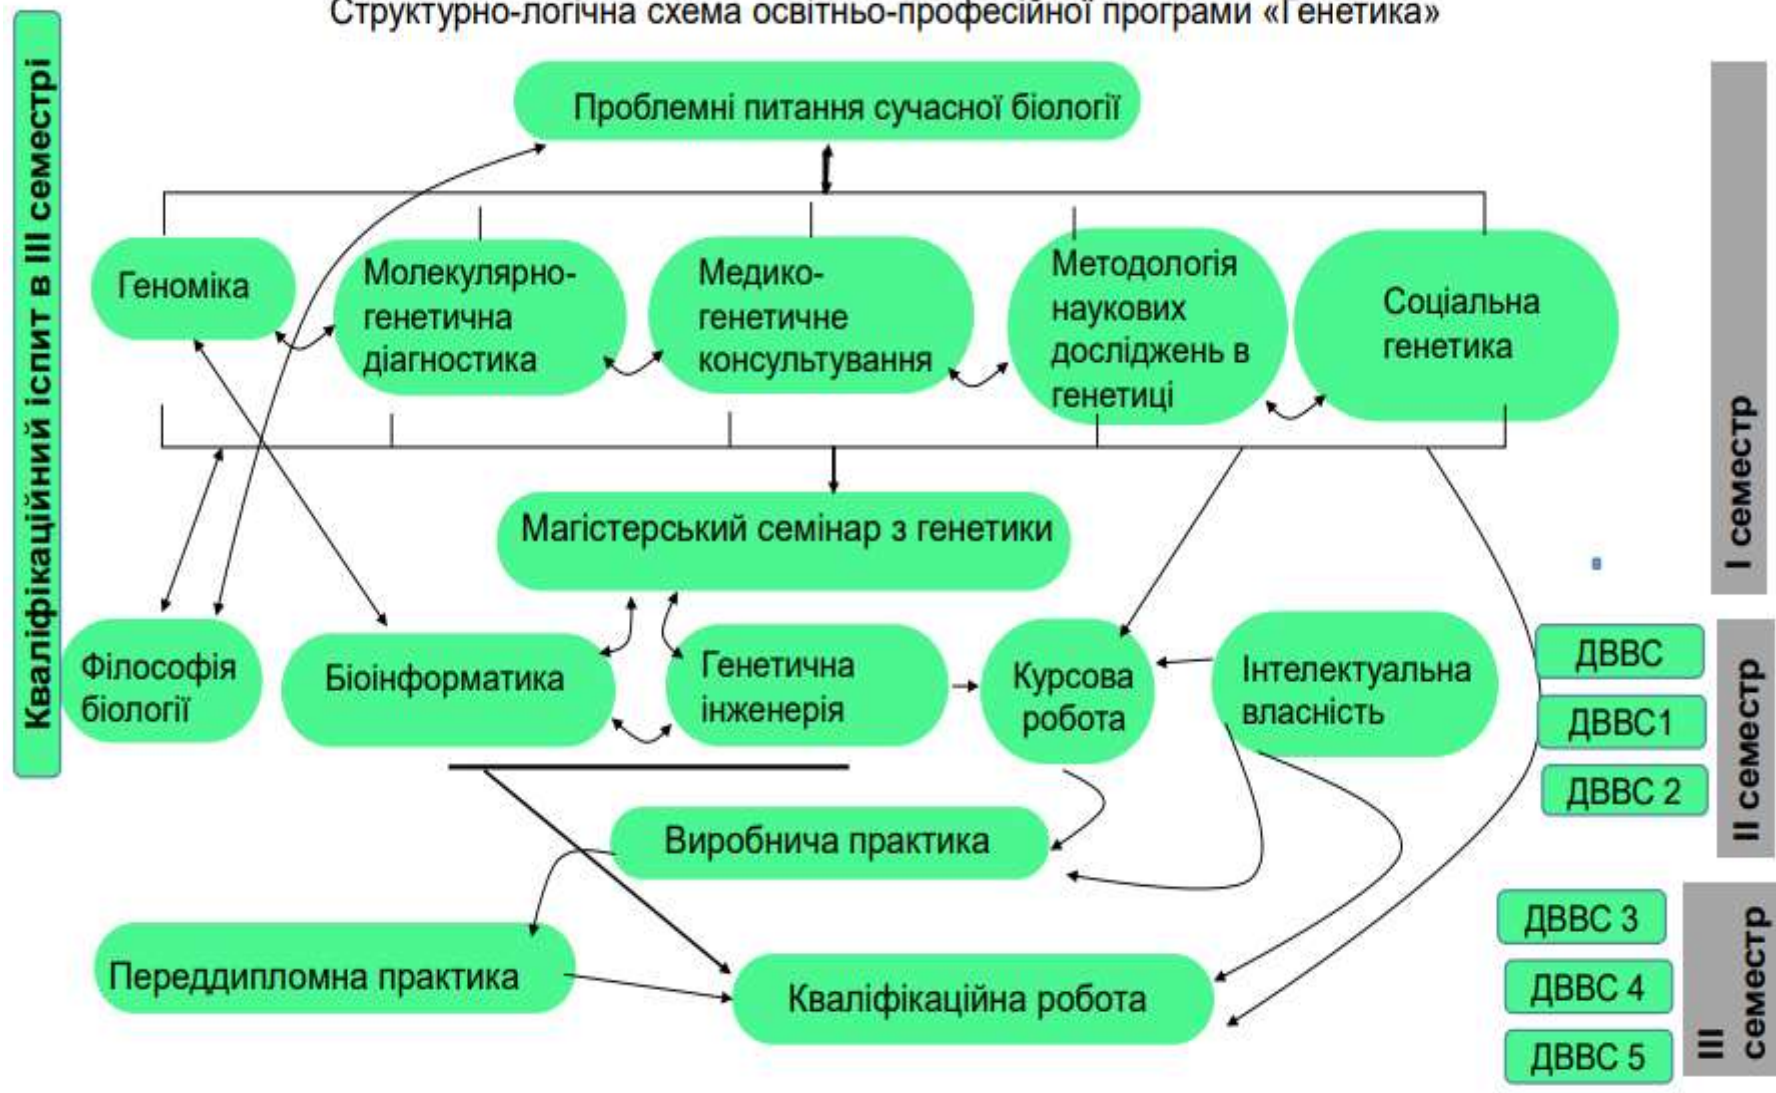 Структурно-логічна схема освітньо-професійної програми «Генетика»
Кваліфікаційний іспит в III семестрі
Проблемні питання сучасної біології
Геноміка
Молекулярно-
генетична
діагностика
Медико-
генетичне
консультування
Методологія
наукових
досліджень в
генетиці
Соціальна
генетика
I семестр
Магістерський семінар з генетики
Філософія
біології
Біоінформатика
Генетична
інженерія
Курсова
робота
Інтелектуальна
власність
ДВВС
ДВВС1
ДВВС 2
II семестр
Виробнича практика
Переддипломна практика
Кваліфікаційна робота
ДВВС 3
ДВВС 4
ДВВС 5
III
семестр